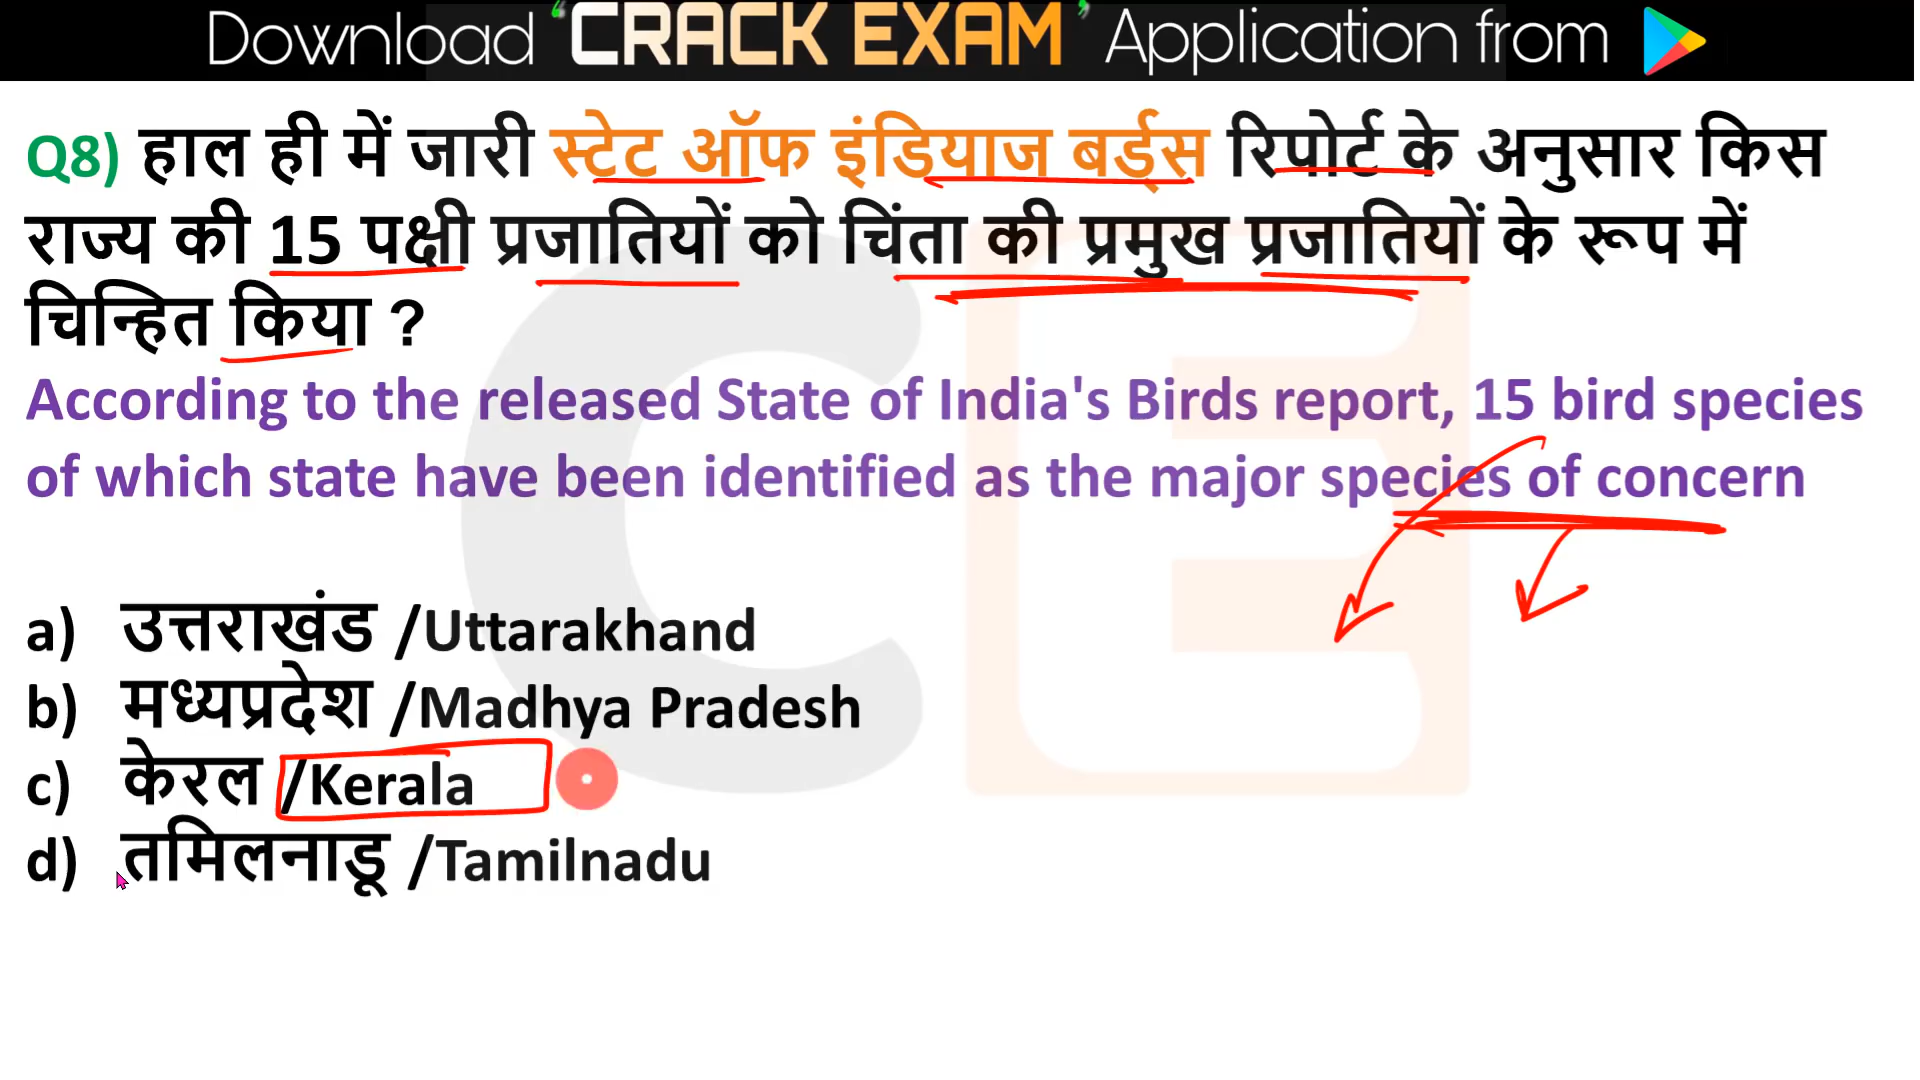 Download ‘CRACK EXAM’ Application from
Q8) हाल ही में जारी स्टेट ऑफ इंडियाज बर्ड्स रिपोर्ट के अनुसार किस
राज्य की 15 पक्षी प्रजातियों को चिंता की प्रमुख प्रजातियों के रूप में
चिन्हित किया ?
According to the released State of India's Birds report, 15 bird species
of which state have been identified as the major species of concern
a) उत्तराखंड /Uttarakhand
b) मध्यप्रदेश /Madhya Pradesh
c) केरल /Kerala
d) तमिलनाडू /Tamilnadu
CE